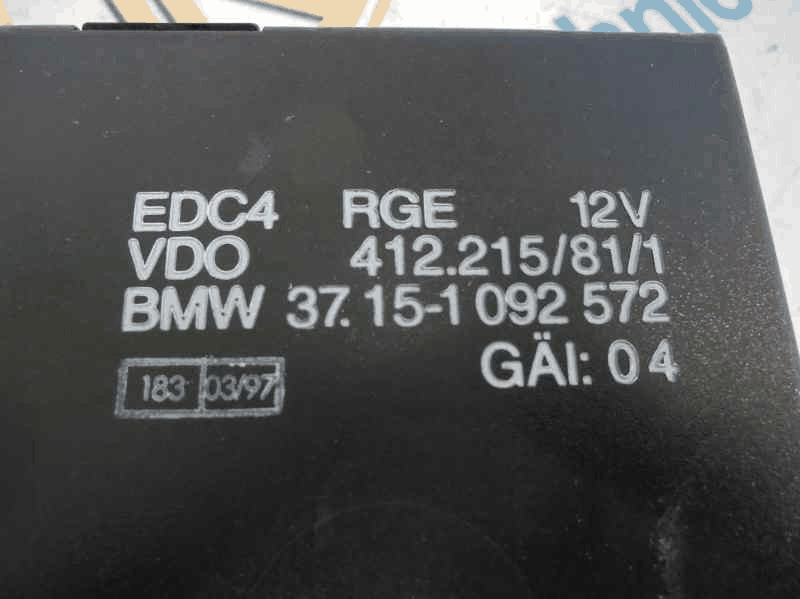 EDC4 RGE 12V
VDO 412.215/81/1
BMW 37.15-1 092 572
GÄI: 04
183 03/97